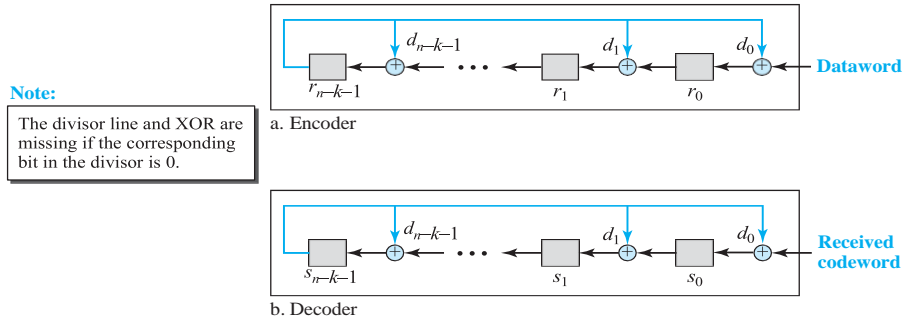 d_{n–k–1} d_1 d_0
Dataword
r_{n–k–1} r_1 r_0
a. Encoder
Note:
The divisor line and XOR are
missing if the corresponding
bit in the divisor is 0.
d_{n–k–1} d_1 d_0
Received
codeword
s_{n–k–1} s_1 s_0
b. Decoder